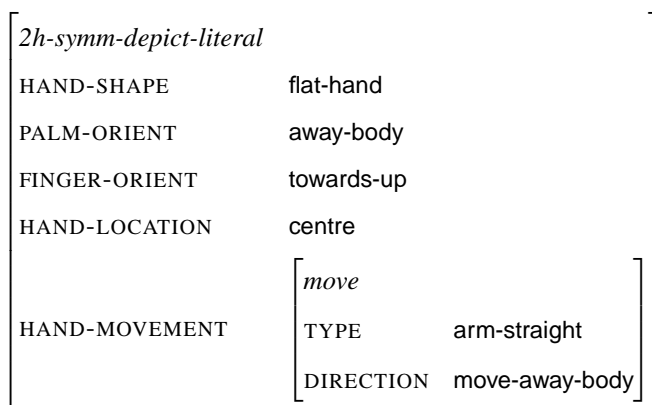 2h-symm-depict-literal
HAND-SHAPE flat-hand
PALM-ORIENT away-body
FINGER-ORIENT towards-up
HAND-LOCATION centre
move
HAND-MOVEMENT TYPE arm-straight
DIRECTION move-away-body